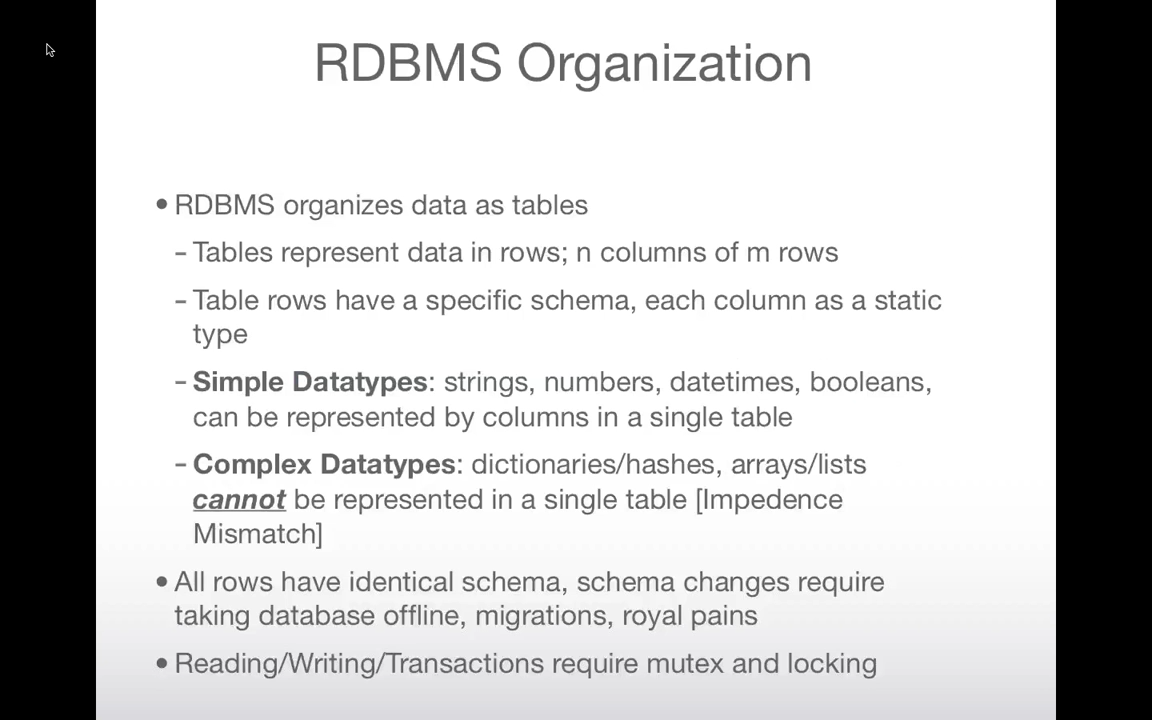 RDBMS Organization
• RDBMS organizes data as tables
– Tables represent data in rows; n columns of m rows
– Table rows have a specific schema, each column as a static
type
– Simple Datatypes: strings, numbers, datetimes, booleans,
can be represented by columns in a single table
– Complex Datatypes: dictionaries/hashes, arrays/lists
cannot be represented in a single table [Impedence
Mismatch]
• All rows have identical schema, schema changes require
taking database offline, migrations, royal pains
• Reading/Writing/Transactions require mutex and locking